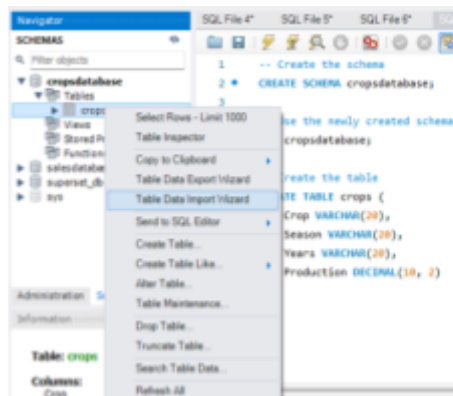 Navigator
SCHEMAS
Filter objects
cropsdatabase
Tables
crops
Views
Stored P
Function
salesdatabas
superset_db
sys
Administration
Information
Table: crops
Columns:
Crop
SQL File 4*
SQL File 5*
SQL File 6*
1 -- Create the schema
2 CREATE SCHEMA cropsdatabase;
3
se the newly created schema
cropsdatabase;
reate the table
TE TABLE crops (
Crop VARCHAR(20),
Season VARCHAR(20),
Years VARCHAR(20),
Production DECIMAL(10, 2)
Select Rows - Limit 1000
Table Inspector
Copy to Clipboard
Table Data Export Wizard
Table Data Import Wizard
Send to SQL Editor
Create Table...
Create Table Like...
Alter Table...
Table Maintenance...
Drop Table...
Truncate Table...
Search Table Data...
Refresh All